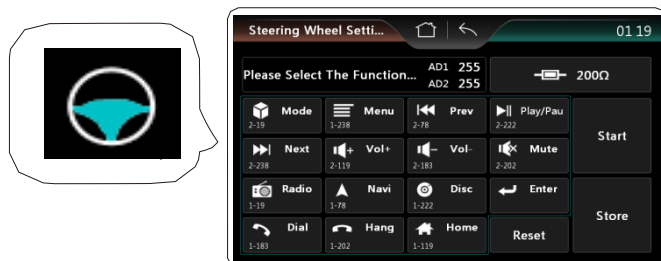 Steering Wheel Setti... 01 19
Please Select The Function... AD1 255 AD2 255 200Ω
Mode 2-19 Menu 1-238 Prev 2-78 Play/Pau 2-222 Start
Next 2-238 Vol+ 2-119 Vol- 2-183 Mute 2-202
Radio 1-19 Navi 1-78 Disc 1-222 Enter Store
Dial 1-183 Hang 1-202 Home 1-119 Reset